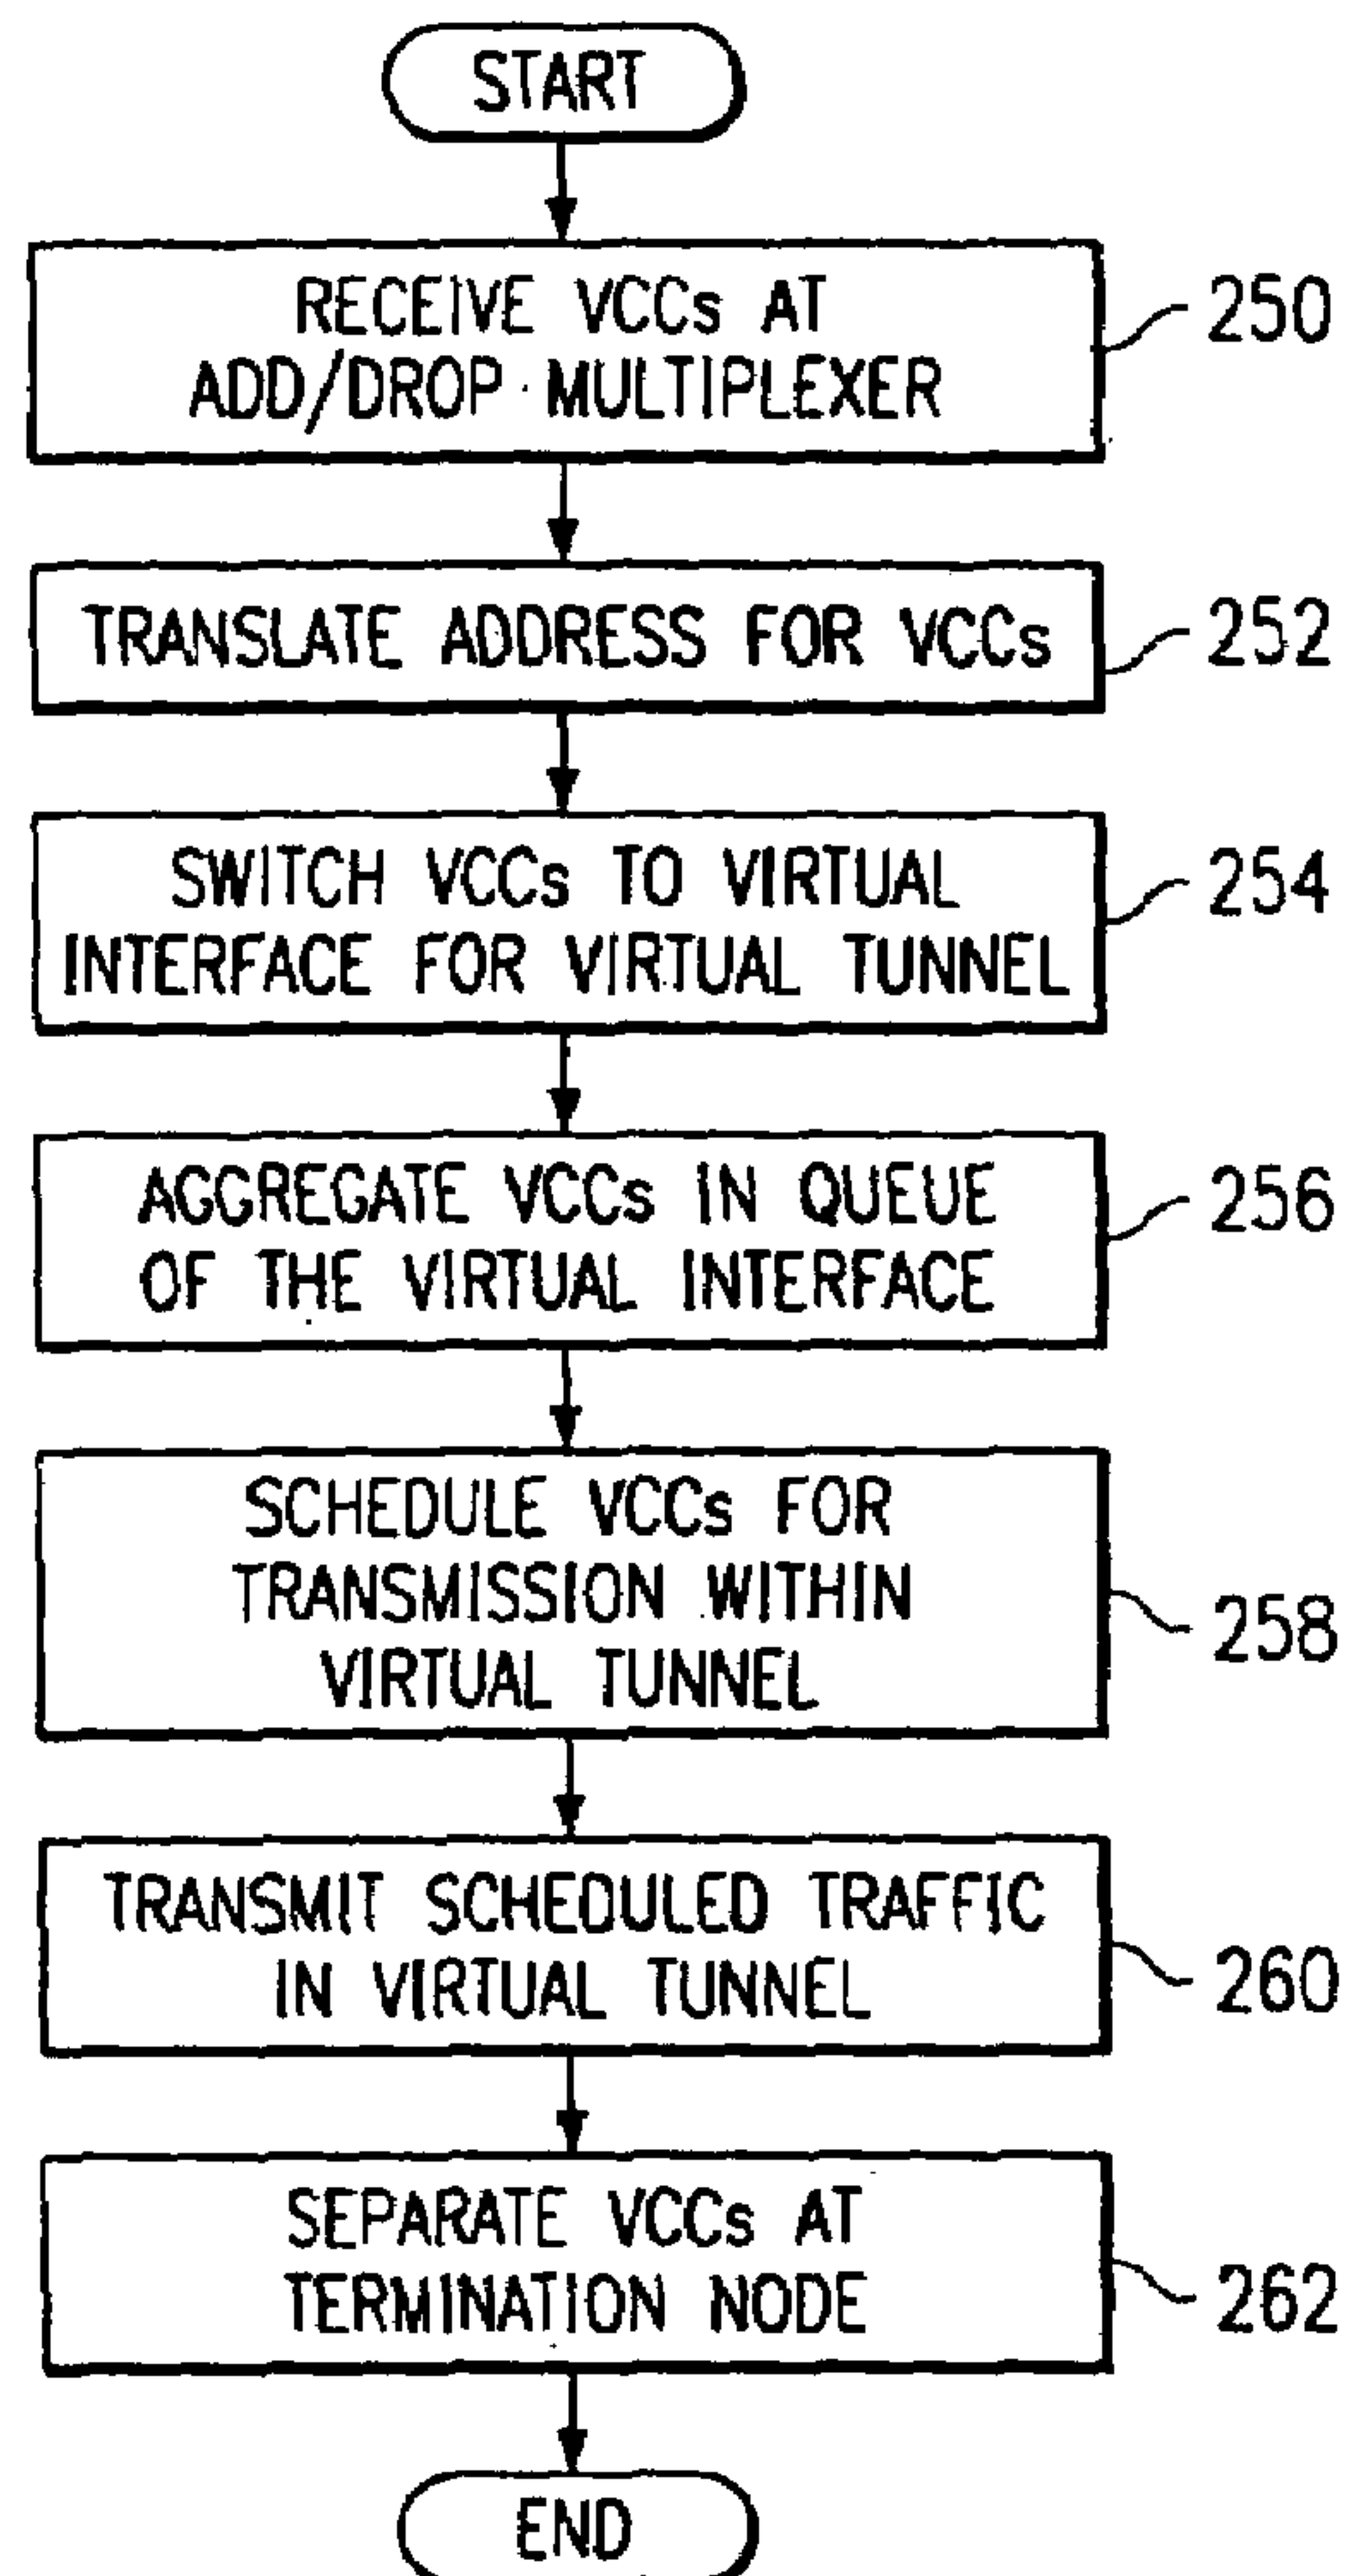 START
RECEIVE VCCs AT
ADD/DROP MULTIPLEXER
250
TRANSLATE ADDRESS FOR VCCs
252
SWITCH VCCs TO VIRTUAL
INTERFACE FOR VIRTUAL TUNNEL
254
AGGREGATE VCCs IN QUEUE
OF THE VIRTUAL INTERFACE
256
SCHEDULE VCCs FOR
TRANSMISSION WITHIN
VIRTUAL TUNNEL
258
TRANSMIT SCHEDULED TRAFFIC
IN VIRTUAL TUNNEL
260
SEPARATE VCCs AT
TERMINATION NODE
262
END